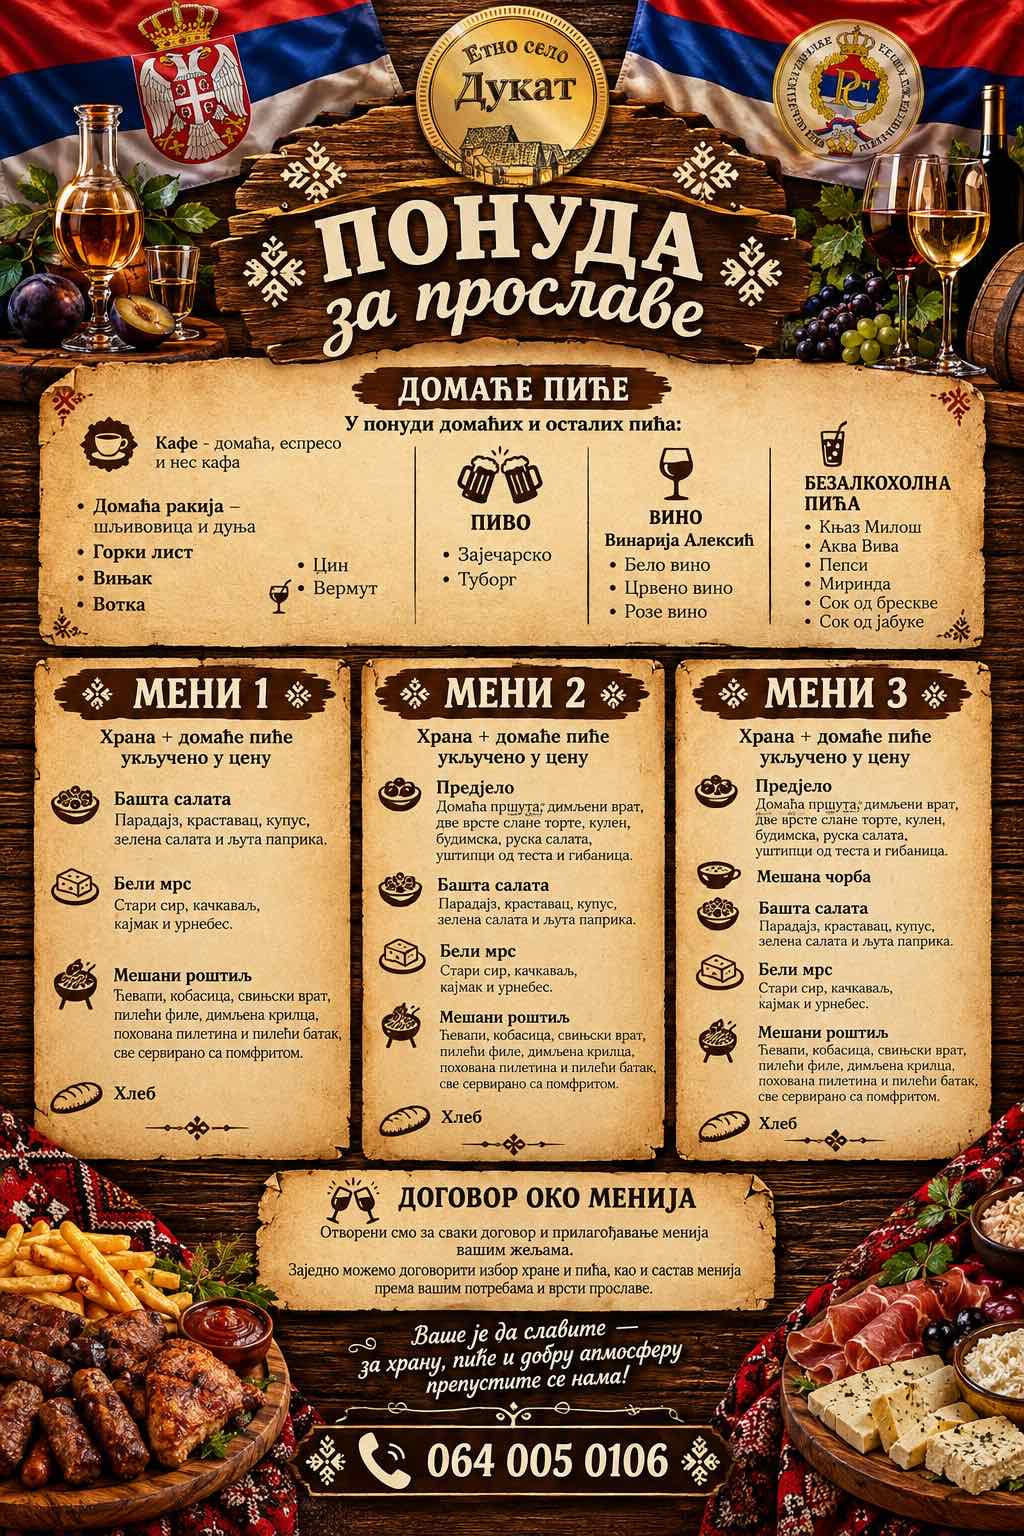 Етно село
Дукат
ПОНУДА
за прославе
ДОМАЋЕ ПИЋЕ
У понуди домаћих и осталих пића:
Кафе - домаћа, еспресо
и нес кафа
• Домаћа ракија –
шљивовица и дуња
• Горки лист
• Вињак
• Вотка
• Џин
• Вермут
ПИВО
• Зајечарско
• Туборг
ВИНО
Винарија Алексић
• Бело вино
• Црвено вино
• Розе вино
БЕЗАЛКОХОЛНА
ПИЋА
• Књаз Милош
• Аква Вива
• Пепси
• Миринда
• Сок од брескве
• Сок од јабуке
МЕНИ 1
Храна + домаће пиће
укључено у цену
Башта салата
Парадајз, краставац, купус,
зелена салата и љута паприка.
Бели мрс
Стари сир, качкаваљ,
кајмак и урнебес.
Мешани роштиљ
Ћевапи, кобасица, свињски врат,
пилећи филе, димљена крилца,
похована пилетина и пилећи батак,
све сервирано са помфритом.
Хлеб
МЕНИ 2
Храна + домаће пиће
укључено у цену
Предјело
Домаћа пршута, димљени врат,
две врсте слане торте, кулен,
будимска, руска салата,
уштипци од теста и гибаница.
Башта салата
Парадајз, краставац, купус,
зелена салата и љута паприка.
Бели мрс
Стари сир, качкаваљ,
кајмак и урнебес.
Мешани роштиљ
Ћевапи, кобасица, свињски врат,
пилећи филе, димљена крилца,
похована пилетина и пилећи батак,
све сервирано са помфритом.
Хлеб
МЕНИ 3
Храна + домаће пиће
укључено у цену
Предјело
Домаћа пршута, димљени врат,
две врсте слане торте, кулен,
будимска, руска салата,
уштипци од теста и гибаница.
Мешана чорба
Башта салата
Парадајз, краставац, купус,
зелена салата и љута паприка.
Бели мрс
Стари сир, качкаваљ,
кајмак и урнебес.
Мешани роштиљ
Ћевапи, кобасица, свињски врат,
пилећи филе, димљена крилца,
похована пилетина и пилећи батак,
све сервирано са помфритом.
Хлеб
ДОГОВОР ОКО МЕНИЈА
Отворени смо за сваки договор и прилагођавање менија
вашим жељама.
Заједно можемо договорити избор хране и пића, као и састав менија
према вашим потребама и врсти прославе.
Ваше је да славите —
за храну, пиће и добру атмосферу
препустите се нама!
064 005 0106